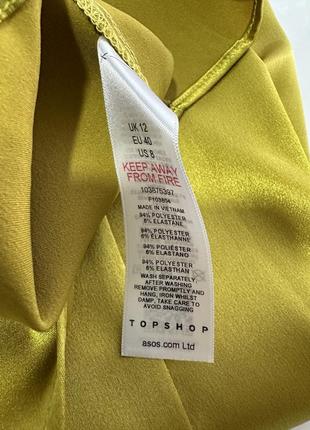 UK 12
EU 40
US 8
KEEP AWAY
FROM FIRE
103875397
F103804
MADE IN VIETNAM
94% POLYESTER
6% ELASTANE
94% POLYESTER
6% ELASTHANNE
94% POLIÉSTER
6% ELASTANO
94% POLYESTER
6% ELASTHAN
WASH SEPARATELY
AFTER WASHING
REMOVE PROMPTLY AND
HANG, IRON WHILST
DAMP, TAKE CARE TO
AVOID SNAGGING
TOPSHOP
asos.com Ltd